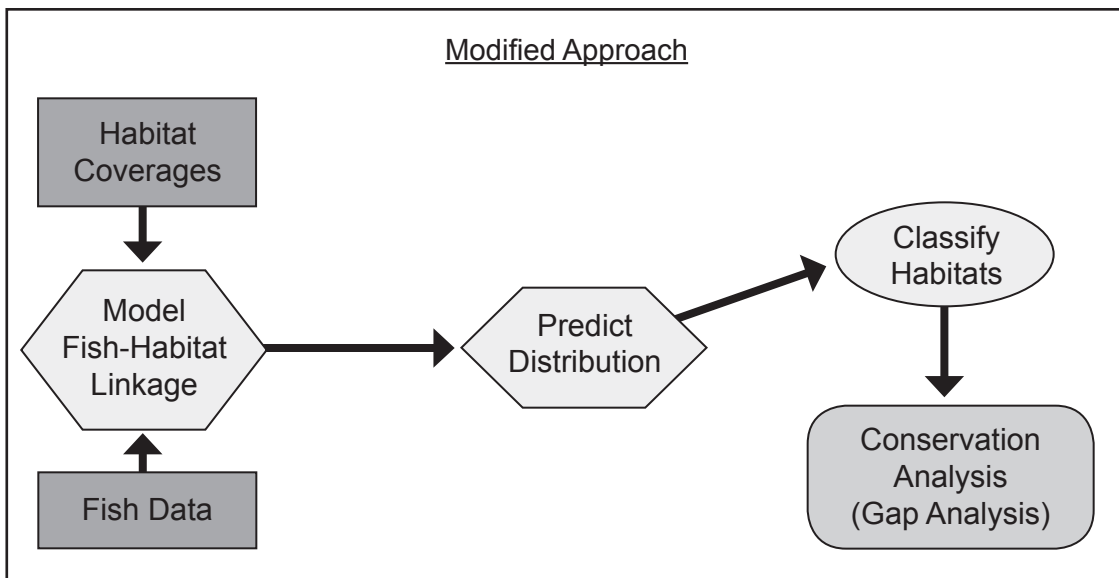 Modified Approach
Habitat
Coverages
Model
Fish-Habitat
Linkage
Fish Data
Predict
Distribution
Classify
Habitats
Conservation
Analysis
(Gap Analysis)